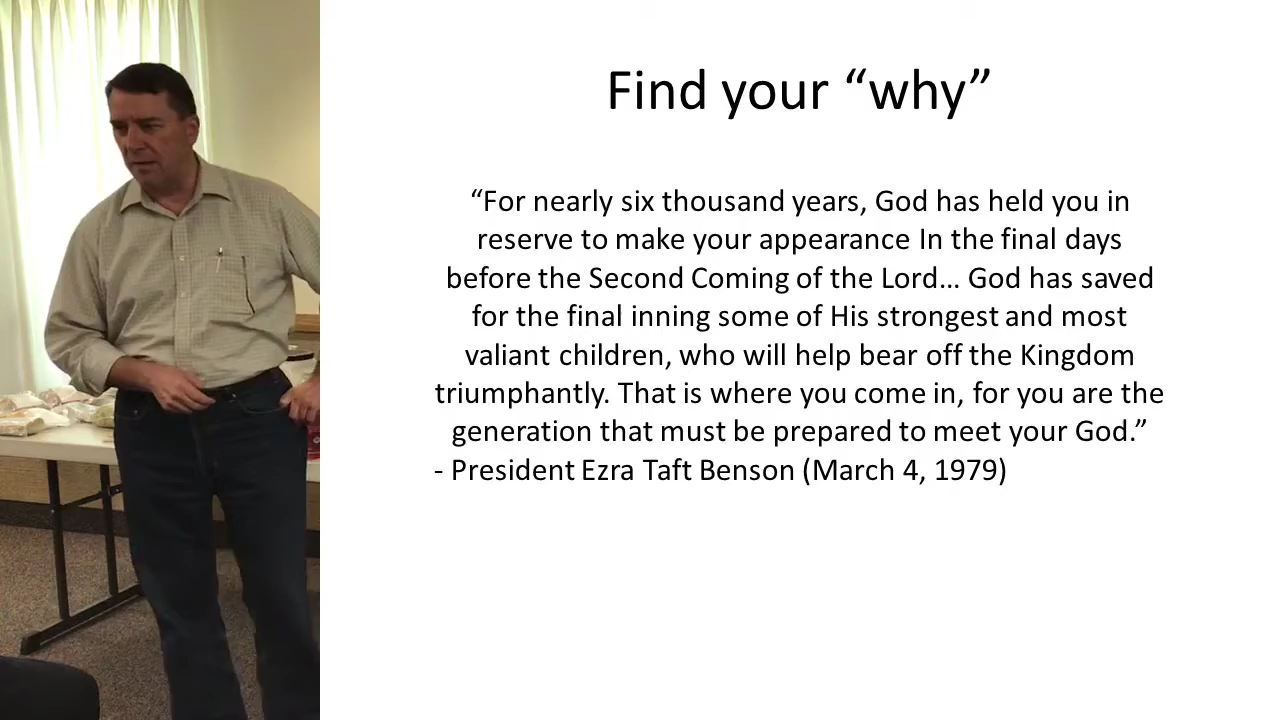 Find your “why”
“For nearly six thousand years, God has held you in
reserve to make your appearance In the final days
before the Second Coming of the Lord… God has saved
for the final inning some of His strongest and most
valiant children, who will help bear off the Kingdom
triumphantly. That is where you come in, for you are the
generation that must be prepared to meet your God.”
- President Ezra Taft Benson (March 4, 1979)